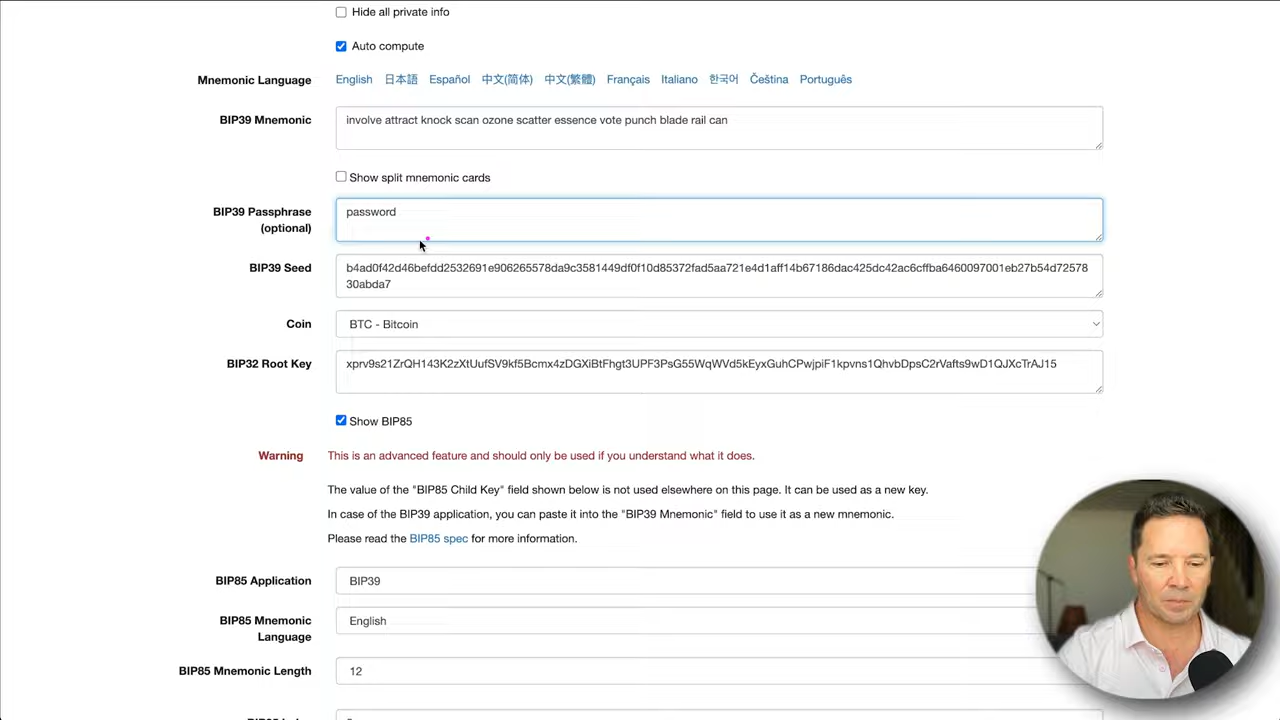 Hide all private info
Auto compute
Mnemonic Language English 日本語 Español 中文(简体) 中文(繁體) Français Italiano 한국어 Čeština Português
BIP39 Mnemonic involve attract knock scan ozone scatter essence vote punch blade rail can
Show split mnemonic cards
BIP39 Passphrase (optional) password
BIP39 Seed b4ad0f42d46befdd2532691e906265578da9c3581449df0f10d85372fad5aa721e4d1aff14b67186dac425dc42ac6cffba6460097001eb27b54d72578
30abda7
Coin BTC - Bitcoin
BIP32 Root Key xprv9s21ZrQH143K2zXtUufSV9kf5Bcmx4zDGXiBtFhgt3UPF3PsG55WqWVd5kEyxGuhCPwjpiF1kpvns1QhvbDpsC2rVafts9wD1QJXcTrAJ15
Show BIP85
Warning This is an advanced feature and should only be used if you understand what it does.
The value of the "BIP85 Child Key" field shown below is not used elsewhere on this page. It can be used as a new key.
In case of the BIP39 application, you can paste it into the "BIP39 Mnemonic" field to use it as a new mnemonic.
Please read the BIP85 spec for more information.
BIP85 Application BIP39
BIP85 Mnemonic Language English
BIP85 Mnemonic Length 12